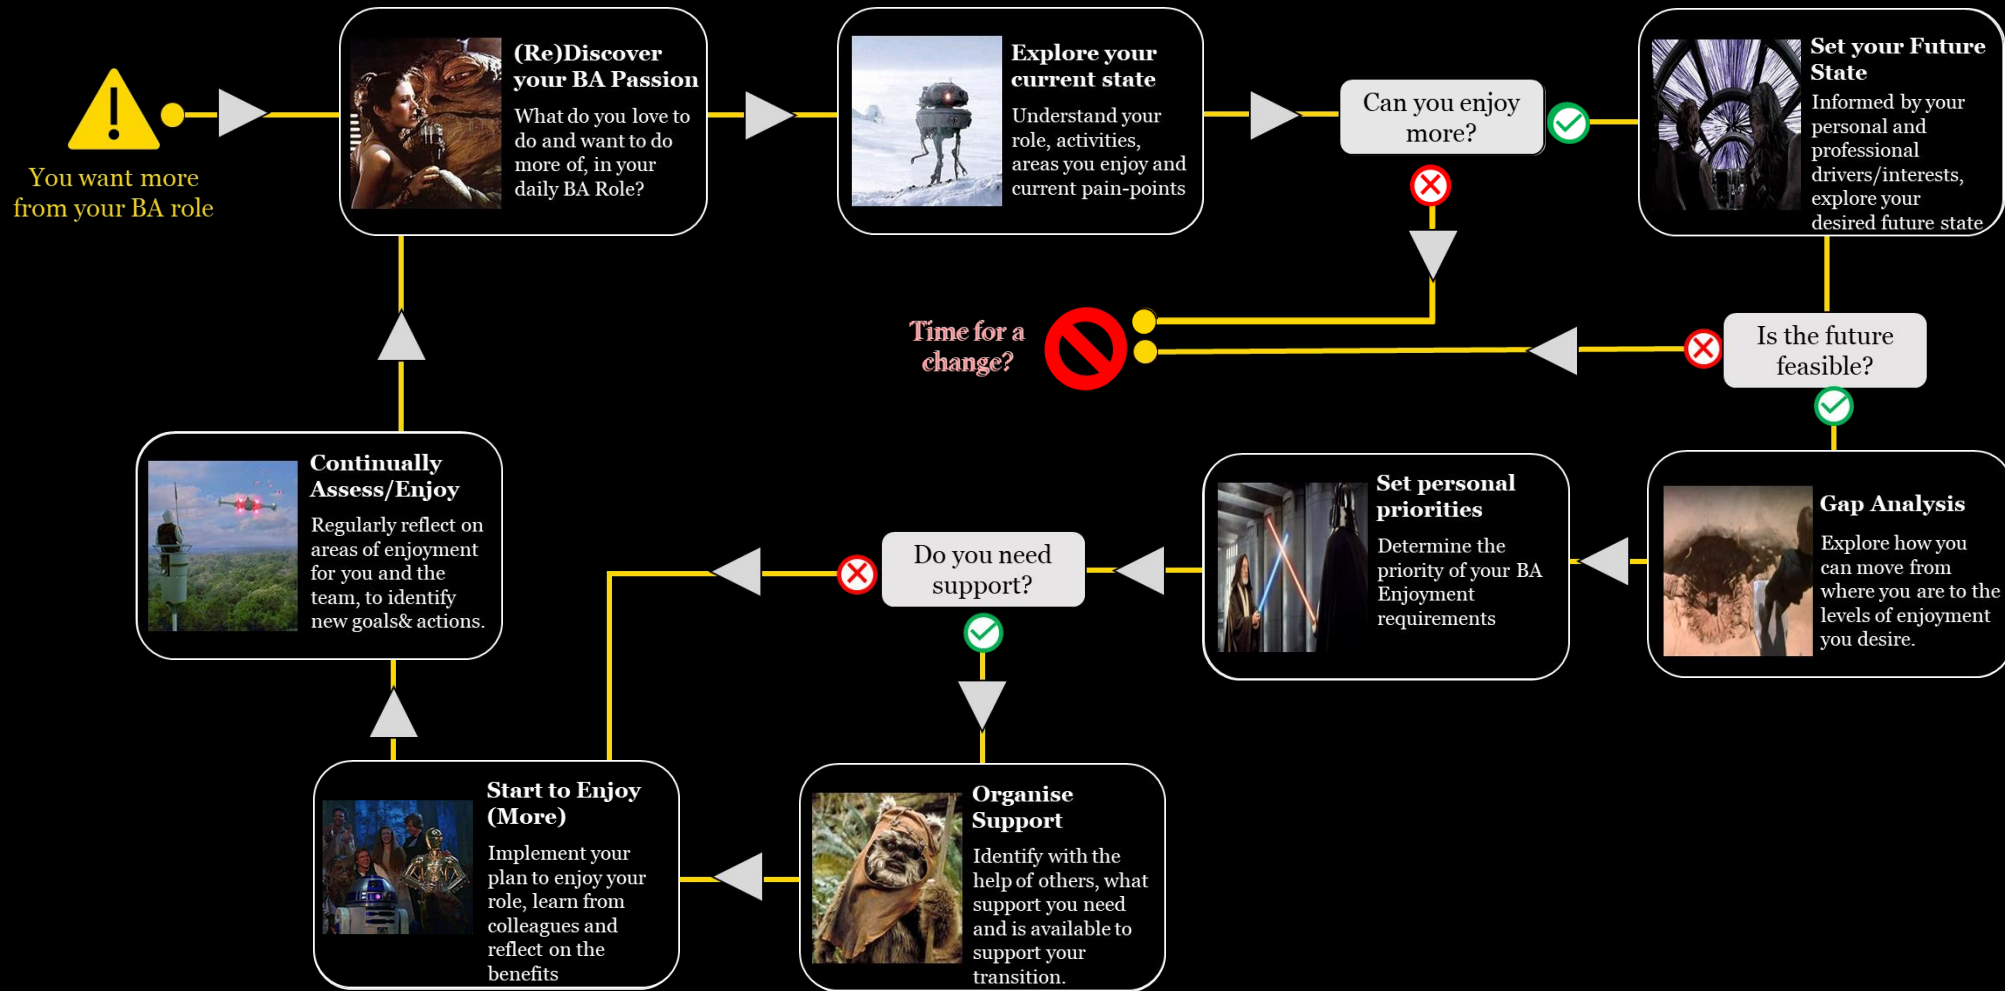 You want more
from your BA role
(Re)Discover
your BA Passion
What do you love to
do and want to do
more of, in your
daily BA Role?
Explore your
current state
Understand your
role, activities,
areas you enjoy and
current pain-points
Can you enjoy
more?
Set your Future
State
Informed by your
personal and
professional
drivers/interests,
explore your
desired future state
Time for a
change?
Is the future
feasible?
Continually
Assess/Enjoy
Regularly reflect on
areas of enjoyment
for you and the
team, to identify
new goals& actions.
Do you need
support?
Set personal
priorities
Determine the
priority of your BA
Enjoyment
requirements
Gap Analysis
Explore how you
can move from
where you are to the
levels of enjoyment
you desire.
Start to Enjoy
(More)
Implement your
plan to enjoy your
role, learn from
colleagues and
reflect on the
benefits
Organise
Support
Identify with the
help of others, what
support you need
and is available to
support your
transition.